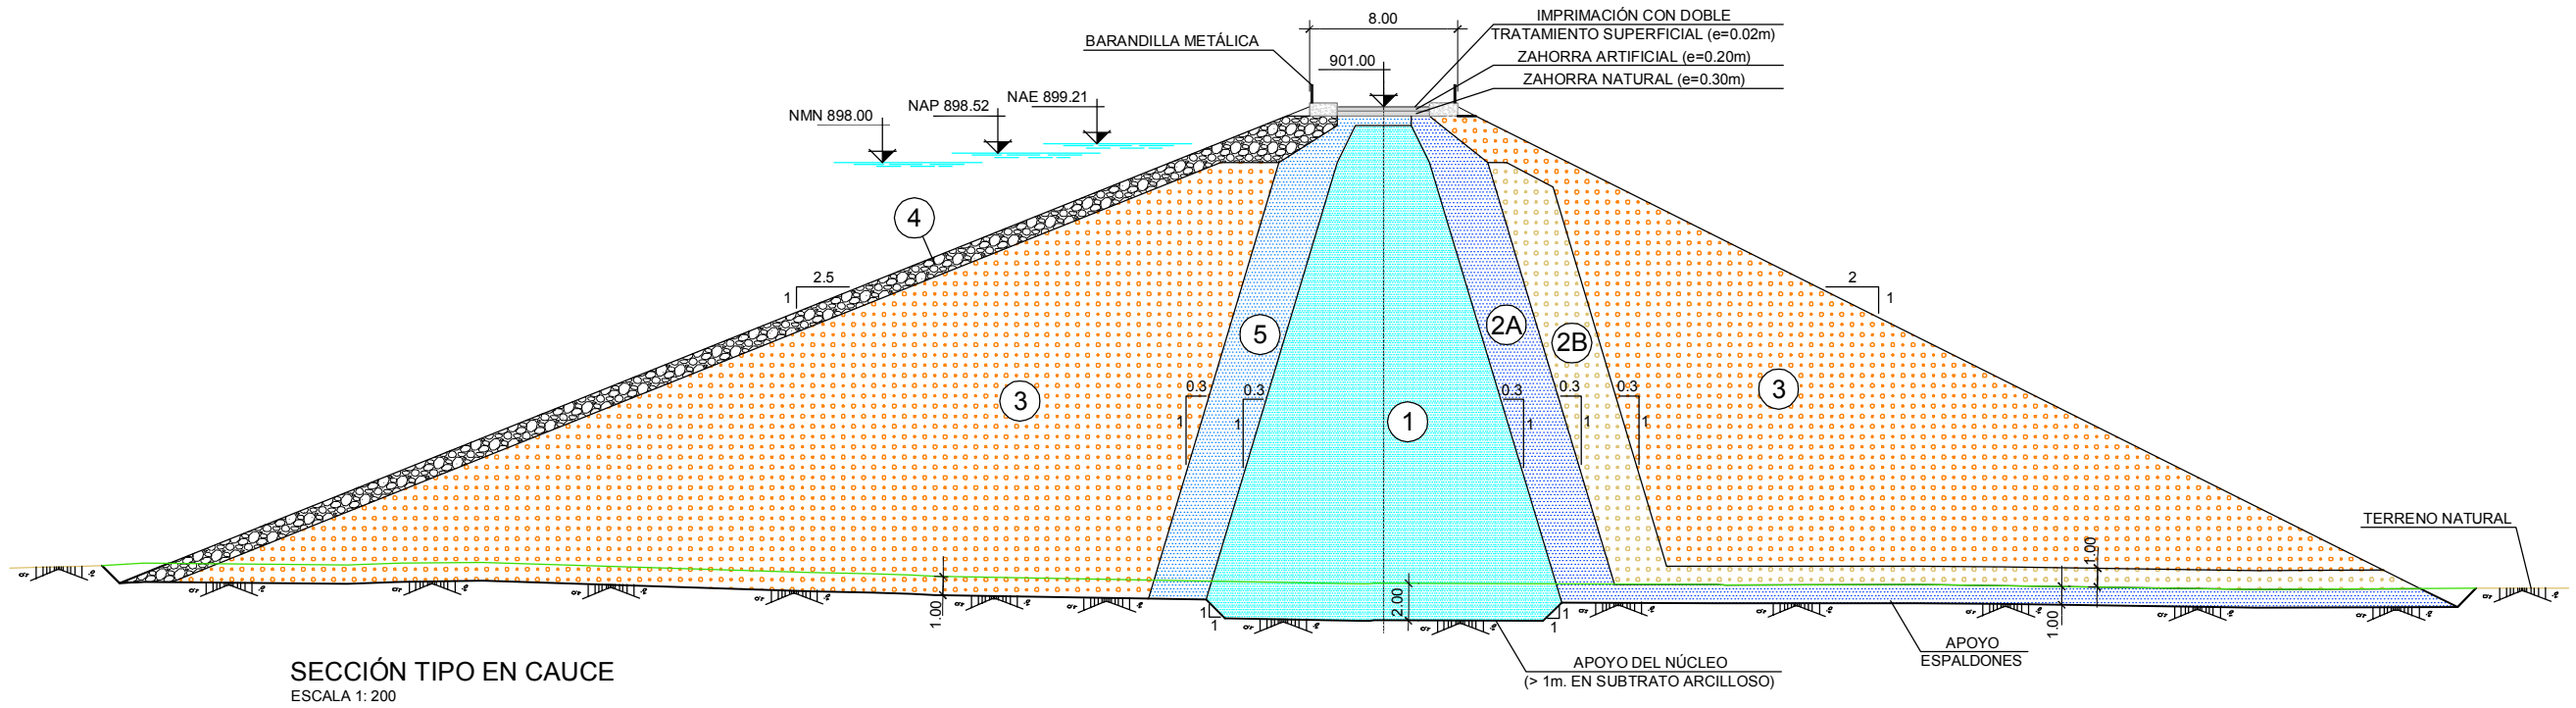 8.00
IMPRIMACIÓN CON DOBLE
TRATAMIENTO SUPERFICIAL (e=0.02m)
BARANDILLA METÁLICA
ZAHORRA ARTIFICIAL (e=0.20m)
901.00
ZAHORRA NATURAL (e=0.30m)
NAE 899.21
NAP 898.52
NMN 898.00
4
2.5
1
2
1
5
2A
2B
3
0.3
1
0.3
1
1
0.3
1
0.3
1
0.3
1
3
TERRENO NATURAL
1.00
1.00
2.00
1.00
1
1
1
1
APOYO DEL NÚCLEO
(> 1m. EN SUBTRATO ARCILLOSO)
APOYO
ESPALDONES
SECCIÓN TIPO EN CAUCE
ESCALA 1: 200